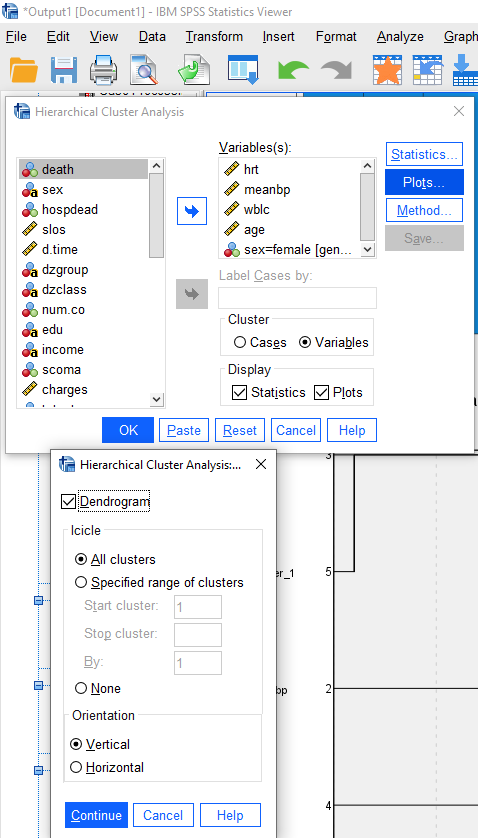 *Output1 [Document1] - IBM SPSS Statistics Viewer
File Edit View Data Transform Insert Format Analyze Graph
Hierarchical Cluster Analysis
Variables(s):
death
sex
hospdead
slos
d.time
dzgroup
dzclass
num.co
edu
income
scoma
charges
hrt
meanbp
wblc
age
sex=female [gen...
Statistics...
Plots...
Method...
Save...
Label Cases by:
Cluster
Cases Variables
Display
Statistics Plots
OK Paste Reset Cancel Help
Hierarchical Cluster Analysis:...
Dendrogram
Icicle
All clusters
Specified range of clusters
Start cluster: 1
Stop cluster:
By: 1
None
Orientation
Vertical
Horizontal
Continue Cancel Help
3
er_1
5
bp
2
4